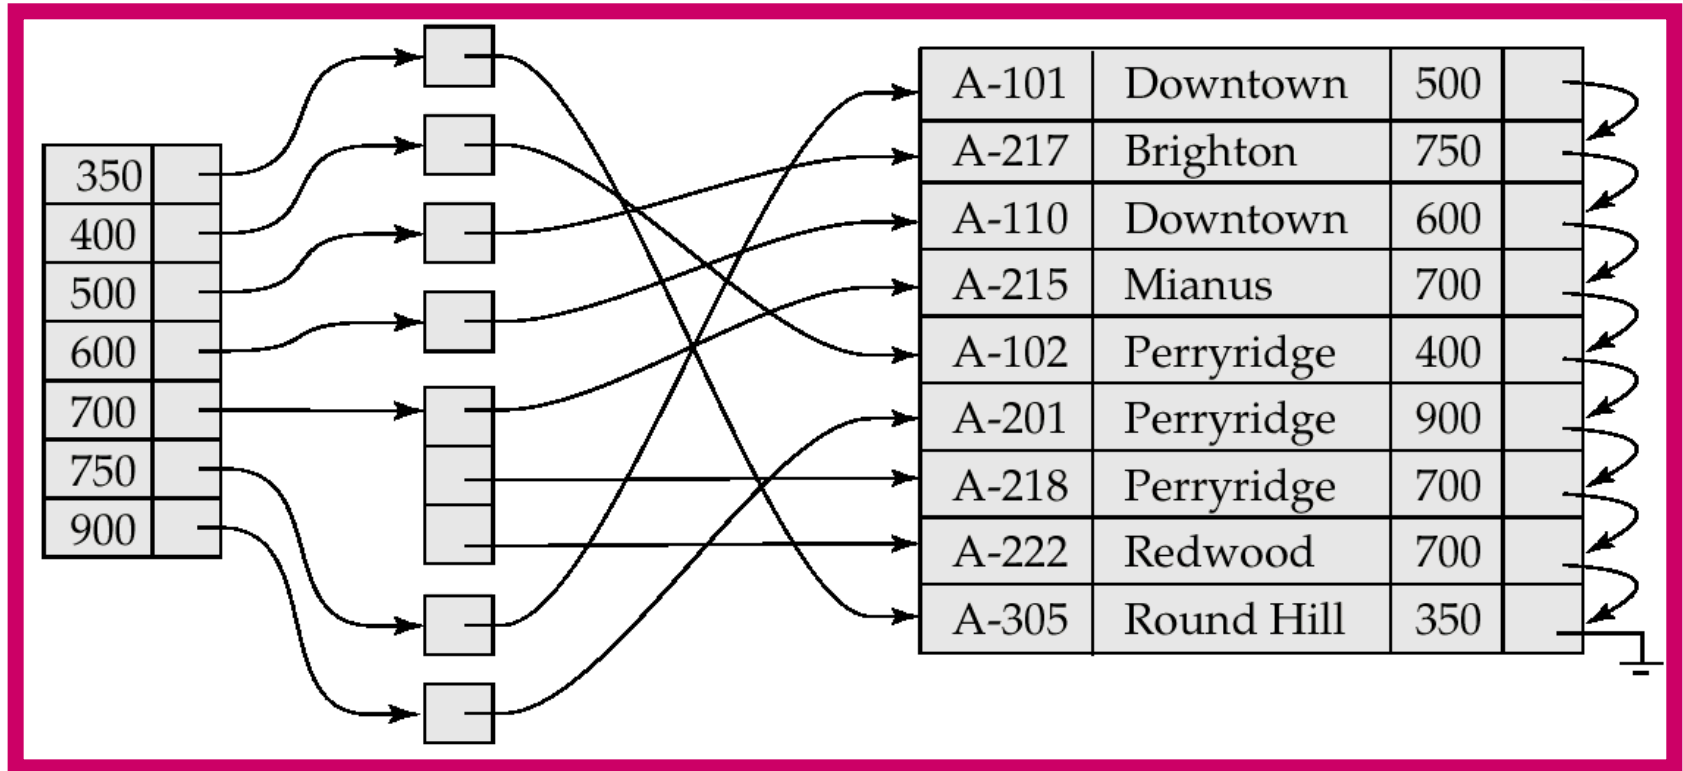 350
400
500
600
700
750
900
A-101 Downtown 500
A-217 Brighton 750
A-110 Downtown 600
A-215 Mianus 700
A-102 Perryridge 400
A-201 Perryridge 900
A-218 Perryridge 700
A-222 Redwood 700
A-305 Round Hill 350